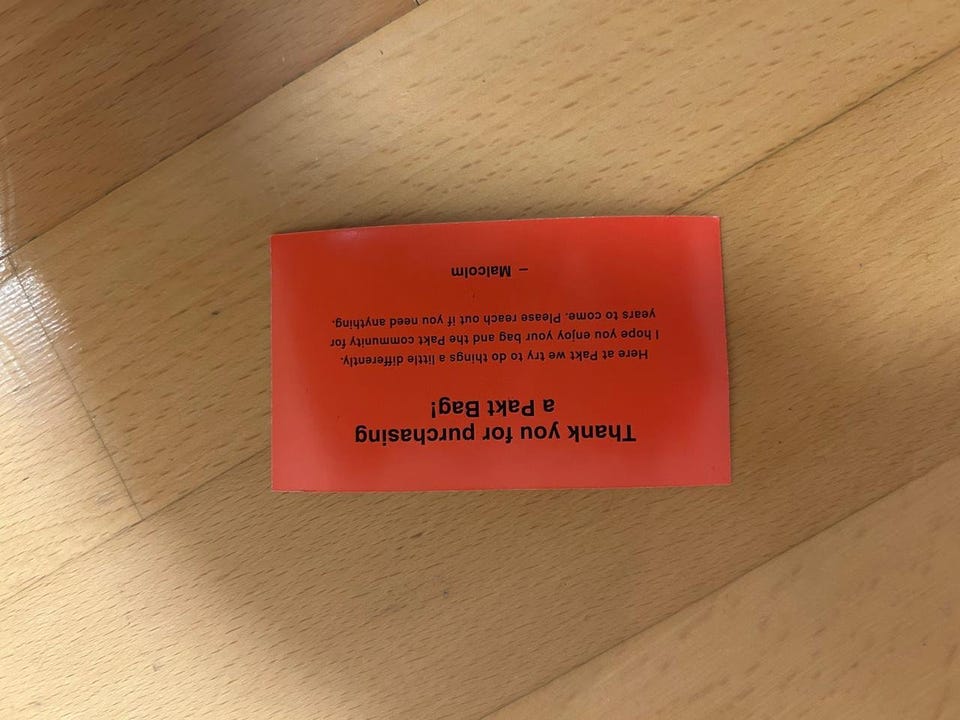 Thank you for purchasing
a Pakt Bag!
Here at Pakt we try to do things a little differently.
I hope you enjoy your bag and the Pakt community for
years to come. Please reach out if you need anything.
– Malcolm